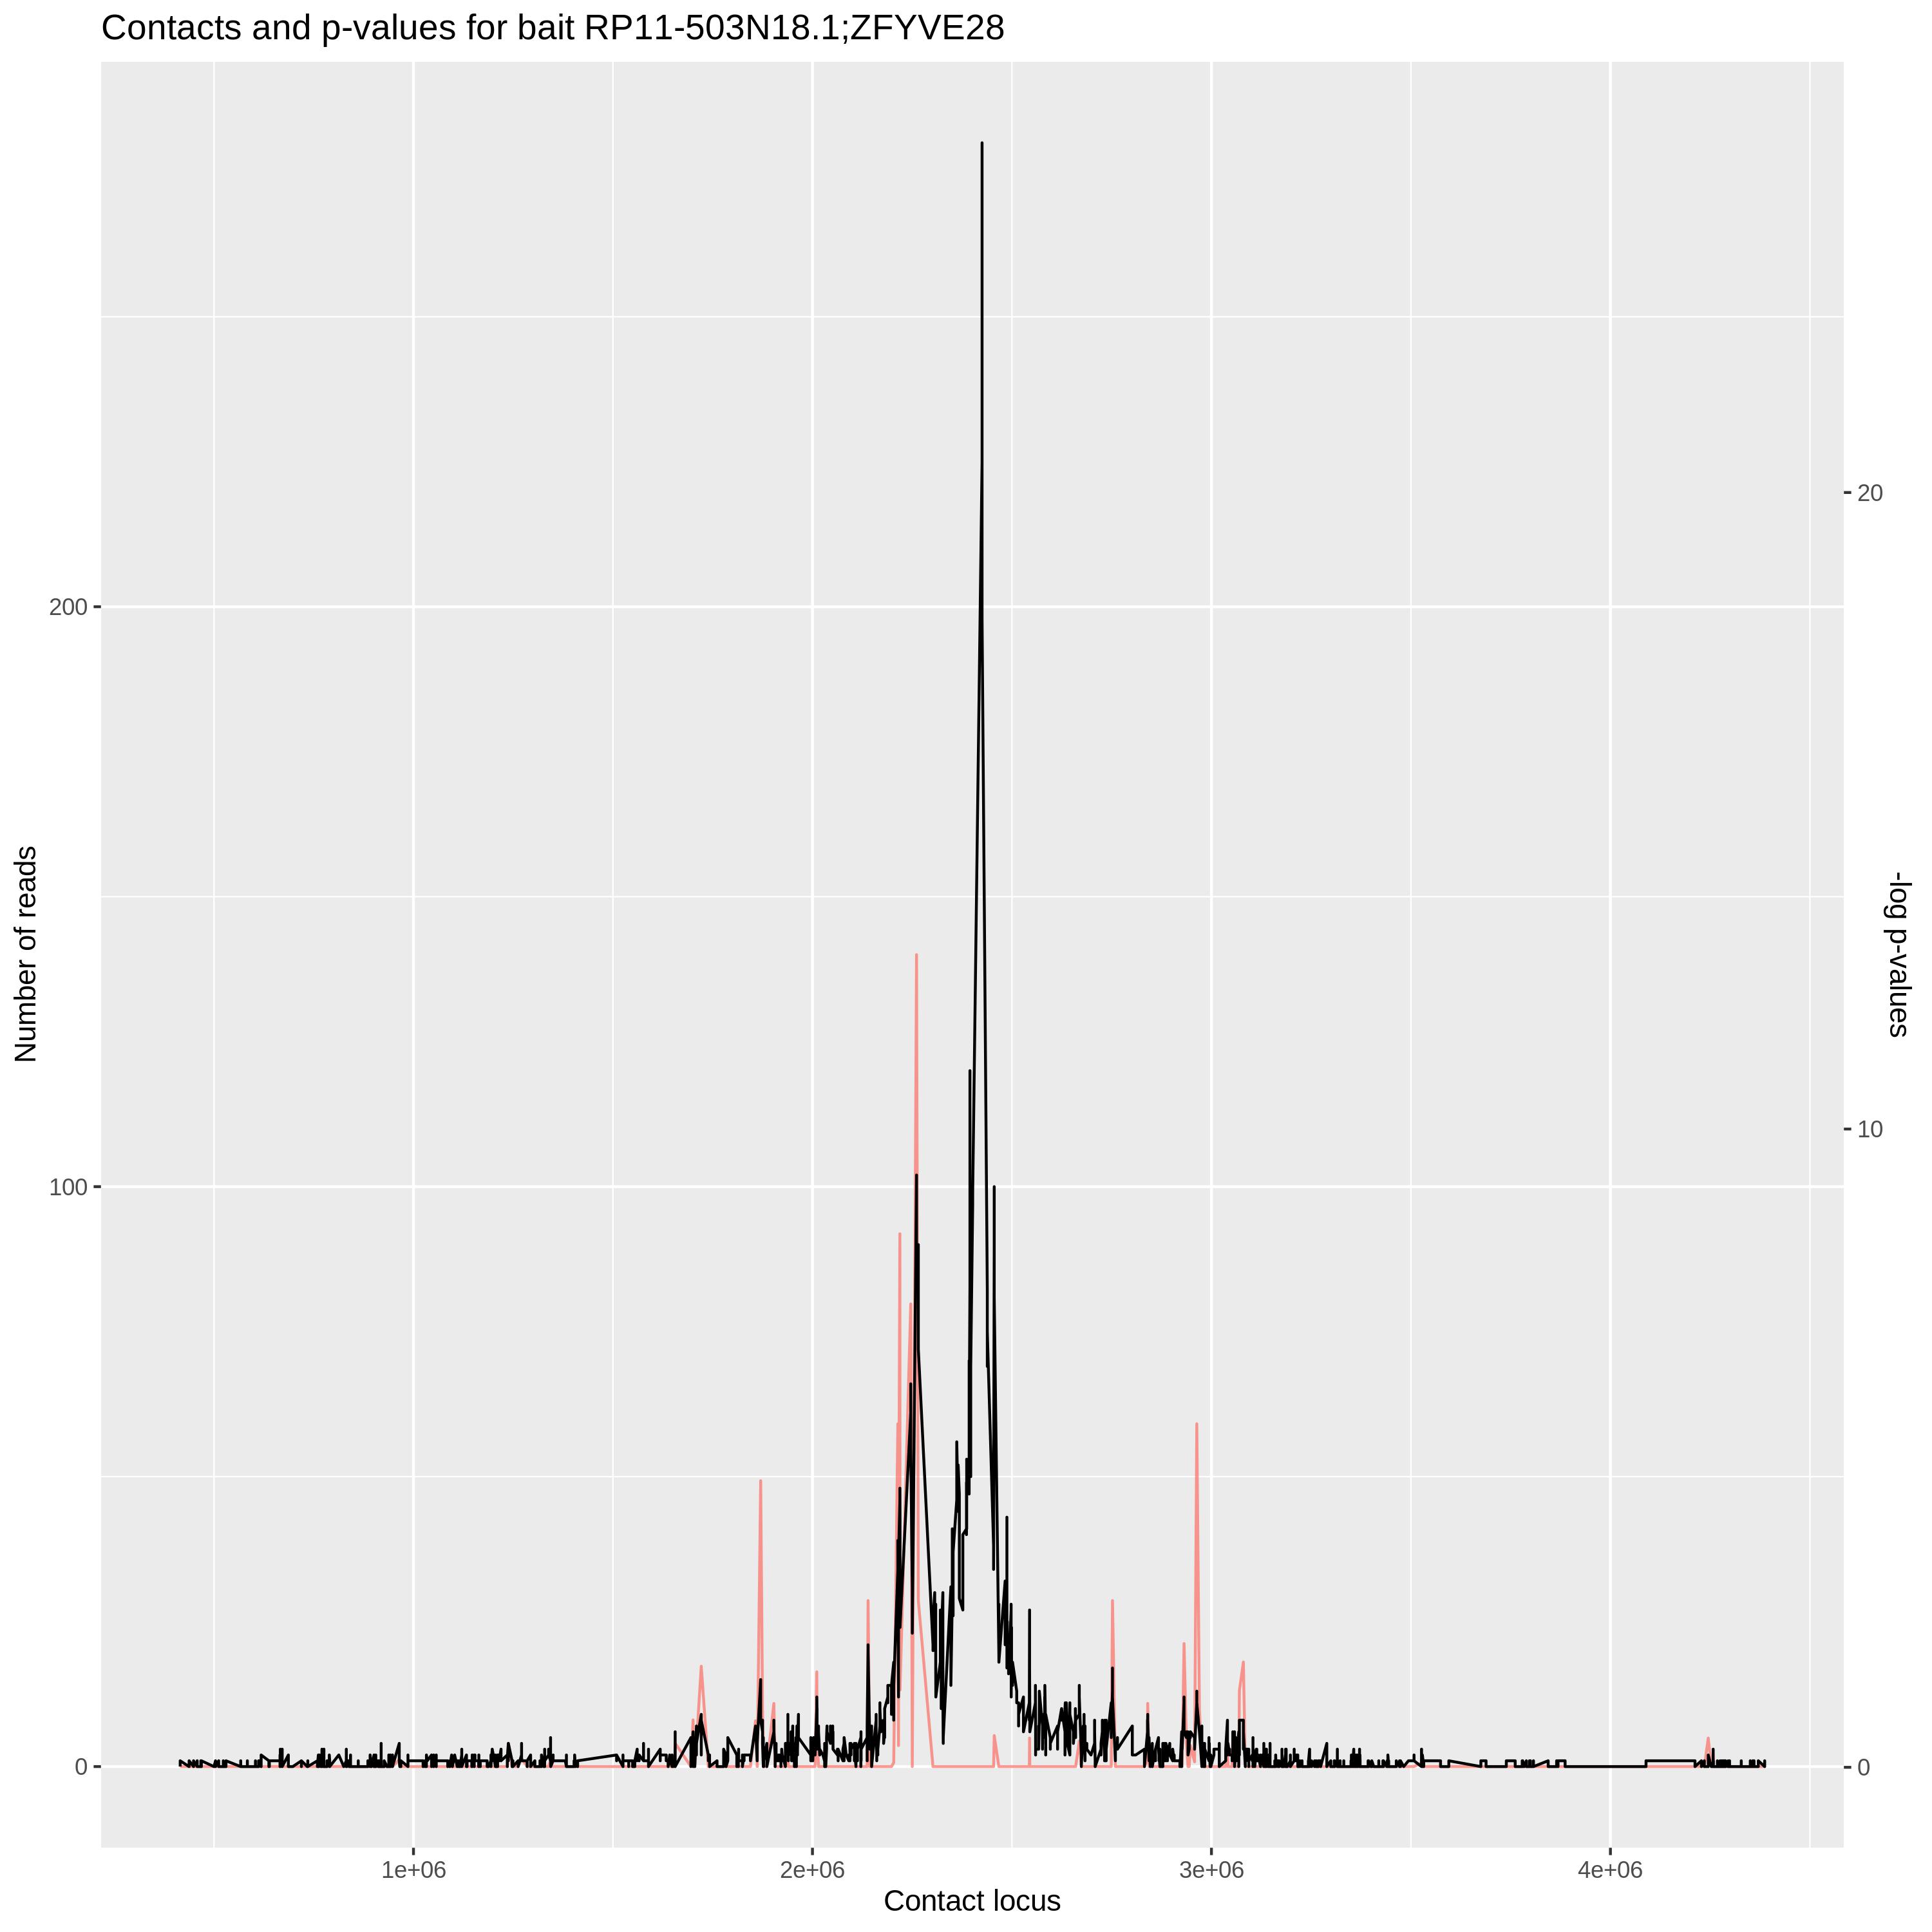 Contacts and p-values for bait RP11-503N18.1;ZFYVE28
Number of reads
200
100
0
20
10
0
-log p-values
1e+06
2e+06
3e+06
4e+06
Contact locus